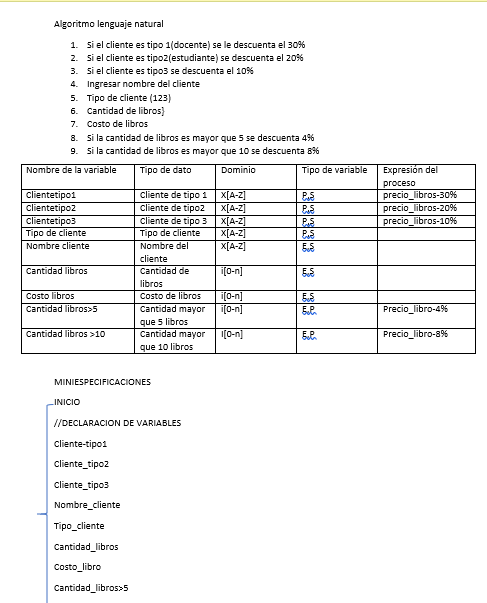 Algoritmo lenguaje natural
1. Si el cliente es tipo 1(docente) se le descuenta el 30%
2. Si el cliente es tipo2(estudiante) se descuenta el 20%
3. Si el cliente es tipo3 se descuenta el 10%
4. Ingresar nombre del cliente
5. Tipo de cliente (123)
6. Cantidad de libros}
7. Costo de libros
8. Si la cantidad de libros es mayor que 5 se descuenta 4%
9. Si la cantidad de libros es mayor que 10 se descuenta 8%
Nombre de la variable Tipo de dato Dominio Tipo de variable Expresión del
proceso
Clientetipo1 Cliente de tipo 1 X[A-Z] P,S precio_libros-30%
Clientetipo2 Cliente de tipo2 X[A-Z] P,S precio_libros-20%
Clientetipo3 Cliente de tipo 3 X[A-Z] P,S precio_libros-10%
Tipo de cliente Tipo de cliente X[A-Z] P,S
Nombre cliente Nombre del X[A-Z] E,S
cliente
Cantidad libros Cantidad de i[0-n] E,S
libros
Costo libros Costo de libros i[0-n] E,S
Cantidad libros>5 Cantidad mayor i[0-n] E,P Precio_libro-4%
que 5 libros
Cantidad libros >10 Cantidad mayor I[0-n] E,P Precio_libro-8%
que 10 libros
MINIESPECIFICACIONES
INICIO
//DECLARACION DE VARIABLES
Cliente-tipo1
Cliente_tipo2
Cliente_tipo3
Nombre_cliente
Tipo_cliente
Cantidad_libros
Costo_libro
Cantidad_libros>5